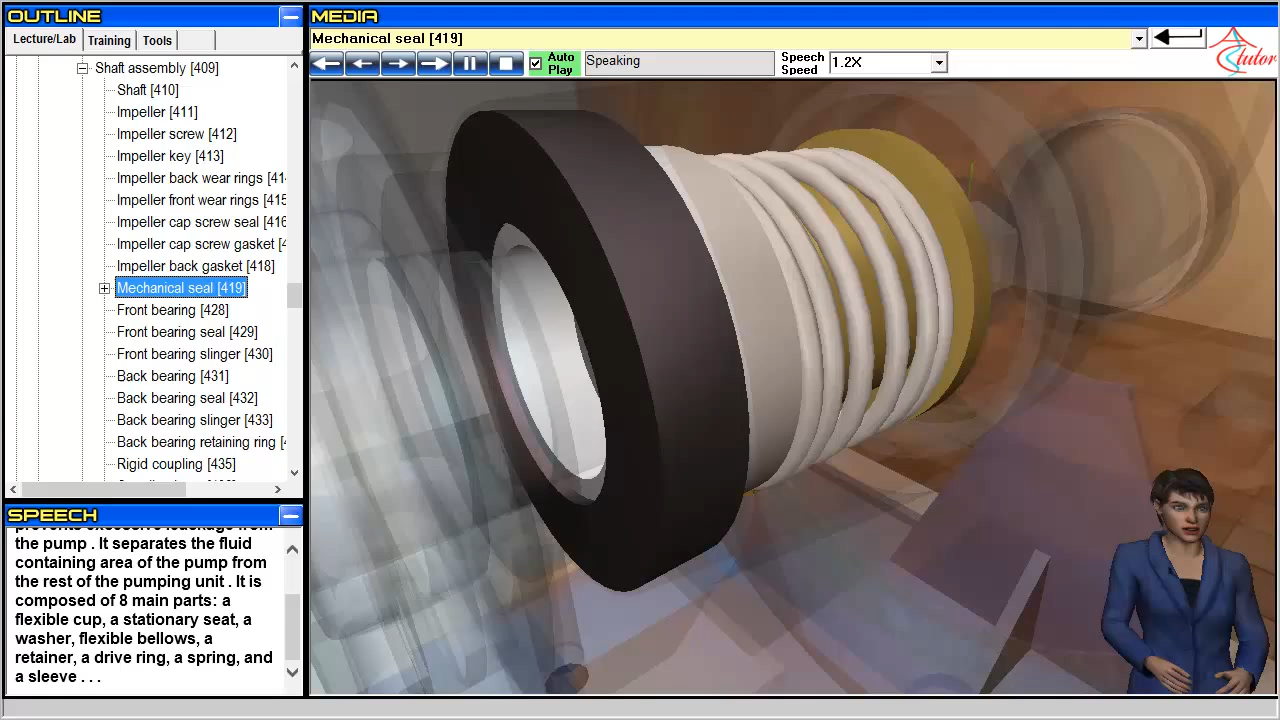 OUTLINE
Lecture/Lab Training Tools
Shaft assembly [409]
Shaft [410]
Impeller [411]
Impeller screw [412]
Impeller key [413]
Impeller back wear rings [41
Impeller front wear rings [415
Impeller cap screw seal [416
Impeller cap screw gasket [4
Impeller back gasket [418]
Mechanical seal [419]
Front bearing [428]
Front bearing seal [429]
Front bearing slinger [430]
Back bearing [431]
Back bearing seal [432]
Back bearing slinger [433]
Back bearing retaining ring [4
Rigid coupling [435]
SPEECH
the pump . It separates the fluid
containing area of the pump from
the rest of the pumping unit . It is
composed of 8 main parts: a
flexible cup, a stationary seat, a
washer, flexible bellows, a
retainer, a drive ring, a spring, and
a sleeve . . .
MEDIA
Mechanical seal [419]
Auto
Play
Speaking
Speech
Speed
1.2X
tutor